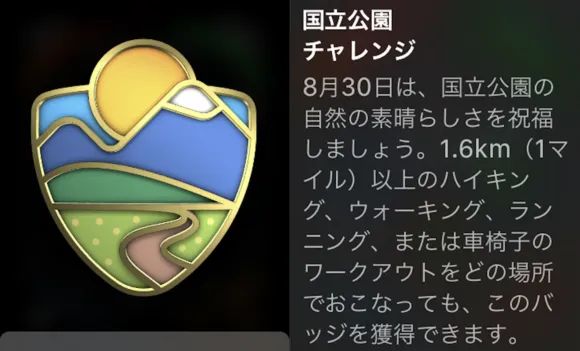 国立公園
チャレンジ
8月30日は、国立公園の
自然の素晴らしさを祝福
しましょう。1.6km（1マ
イル）以上のハイキン
グ、ウォーキング、ラン
ニング、または車椅子の
ワークアウトをどの場所
でおこなっても、このバ
ッジを獲得できます。